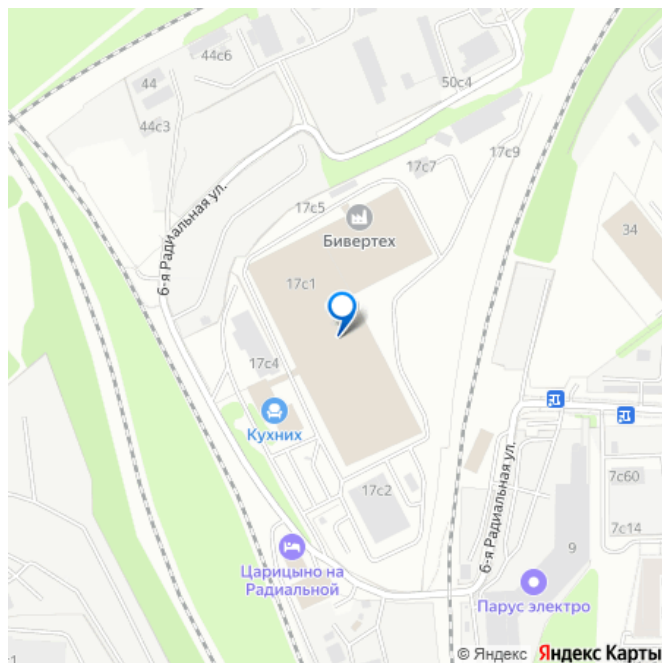 44с6
44
50с4
44с3
17с9
17с7
6-я Радиальная ул.
17с5
34
Бивертех
17с1
17с4
Кухних
6-я Радиальная ул.
7с60
17с2
7с14
9
Царицыно на
Радиальной
Парус электро
© Яндекс Яндекс Карты